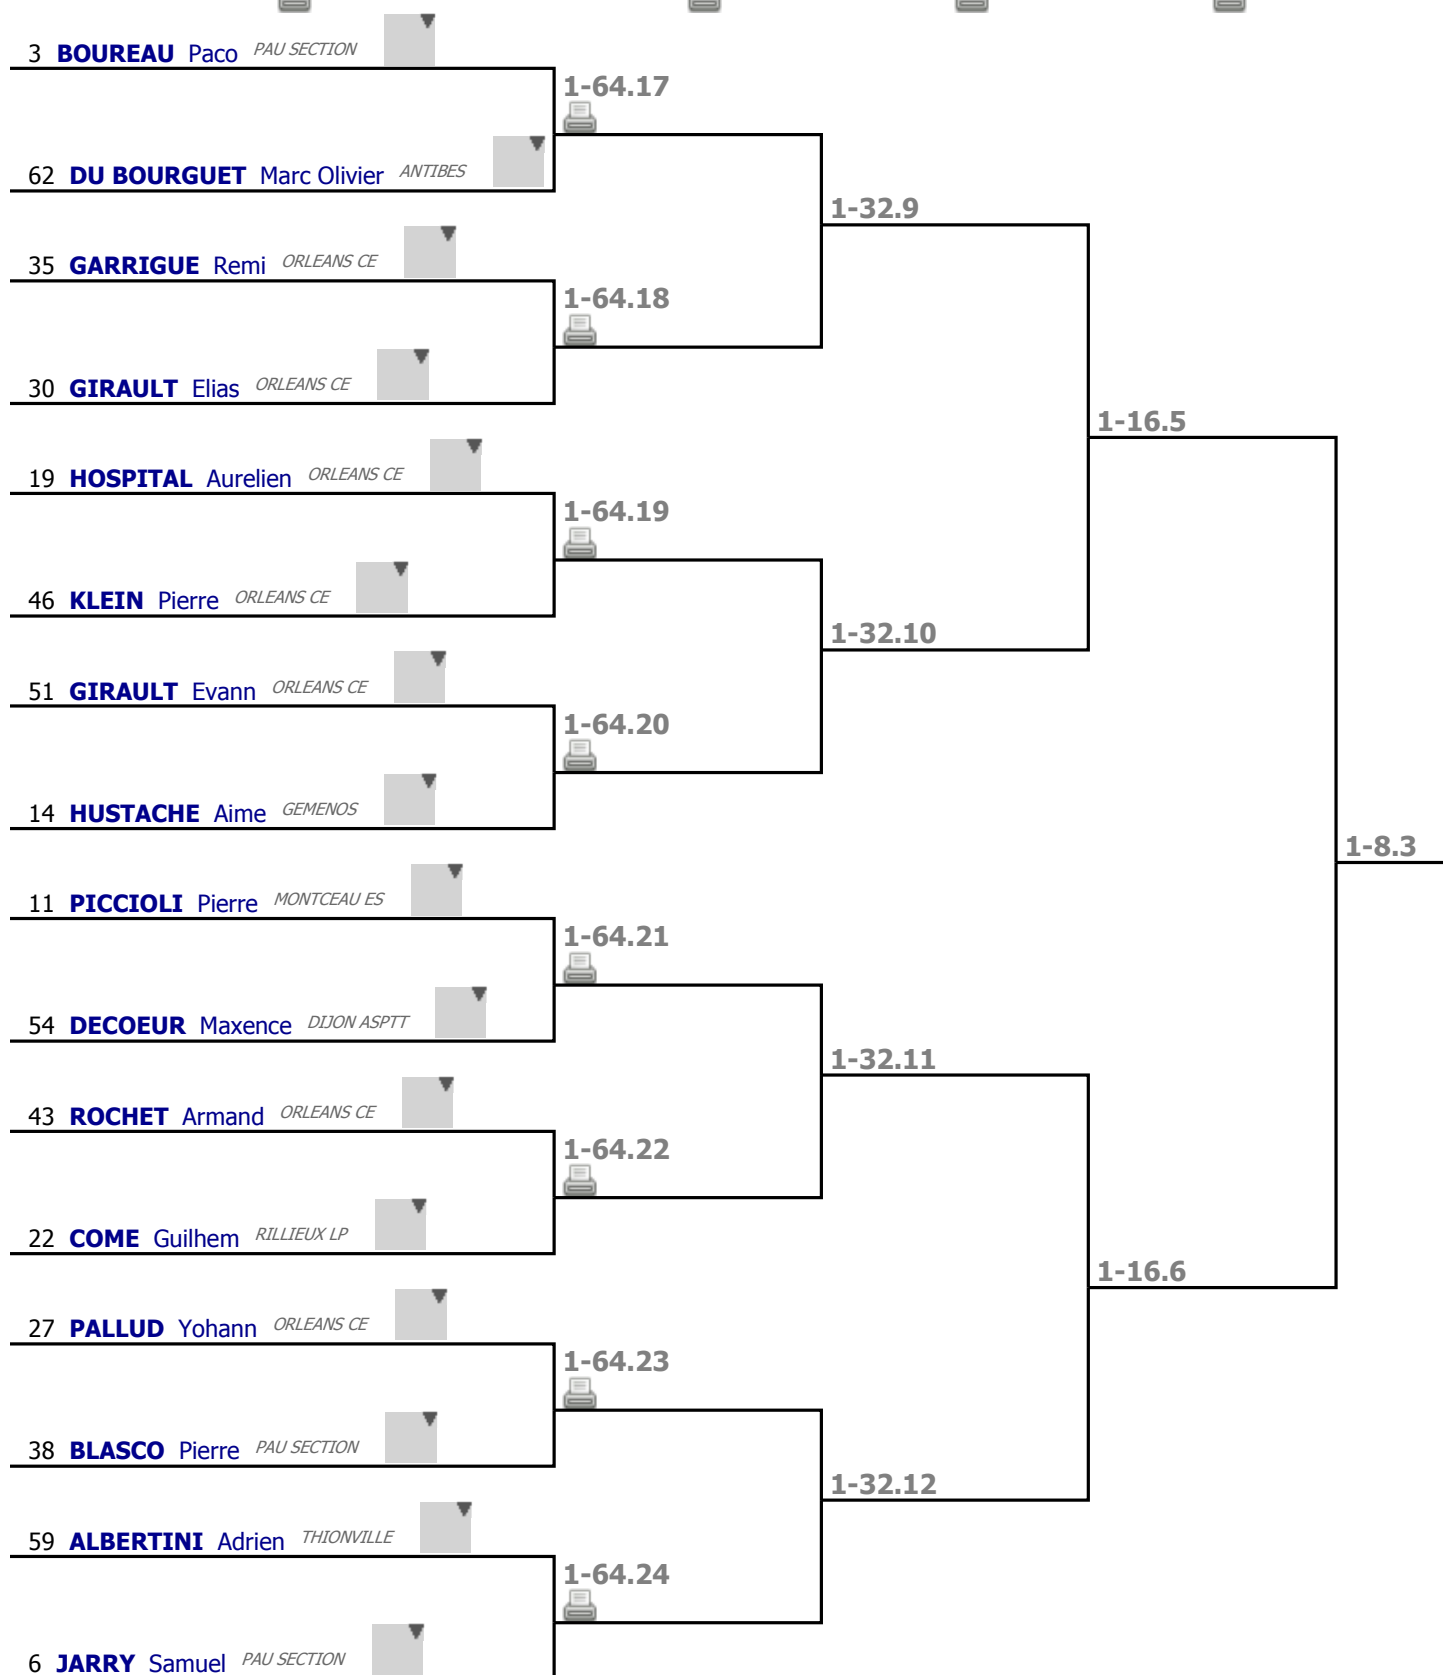 3 BOUREAU Paco PAU SECTION
1-64.17
62 DU BOURGUET Marc Olivier ANTIBES
1-32.9
35 GARRIGUE Remi ORLEANS CE
1-64.18
30 GIRAULT Elias ORLEANS CE
1-16.5
19 HOSPITAL Aurelien ORLEANS CE
1-64.19
46 KLEIN Pierre ORLEANS CE
1-32.10
51 GIRAULT Evann ORLEANS CE
1-64.20
14 HUSTACHE Aime GEMENOS
1-8.3
11 PICCIOLI Pierre MONTCEAU ES
1-64.21
54 DECOEUR Maxence DIJON ASPTT
1-32.11
43 ROCHET Armand ORLEANS CE
1-64.22
22 COME Guilhem RILLIEUX LP
1-16.6
27 PALLUD Yohann ORLEANS CE
1-64.23
38 BLASCO Pierre PAU SECTION
1-32.12
59 ALBERTINI Adrien THIONVILLE
1-64.24
6 JARRY Samuel PAU SECTION